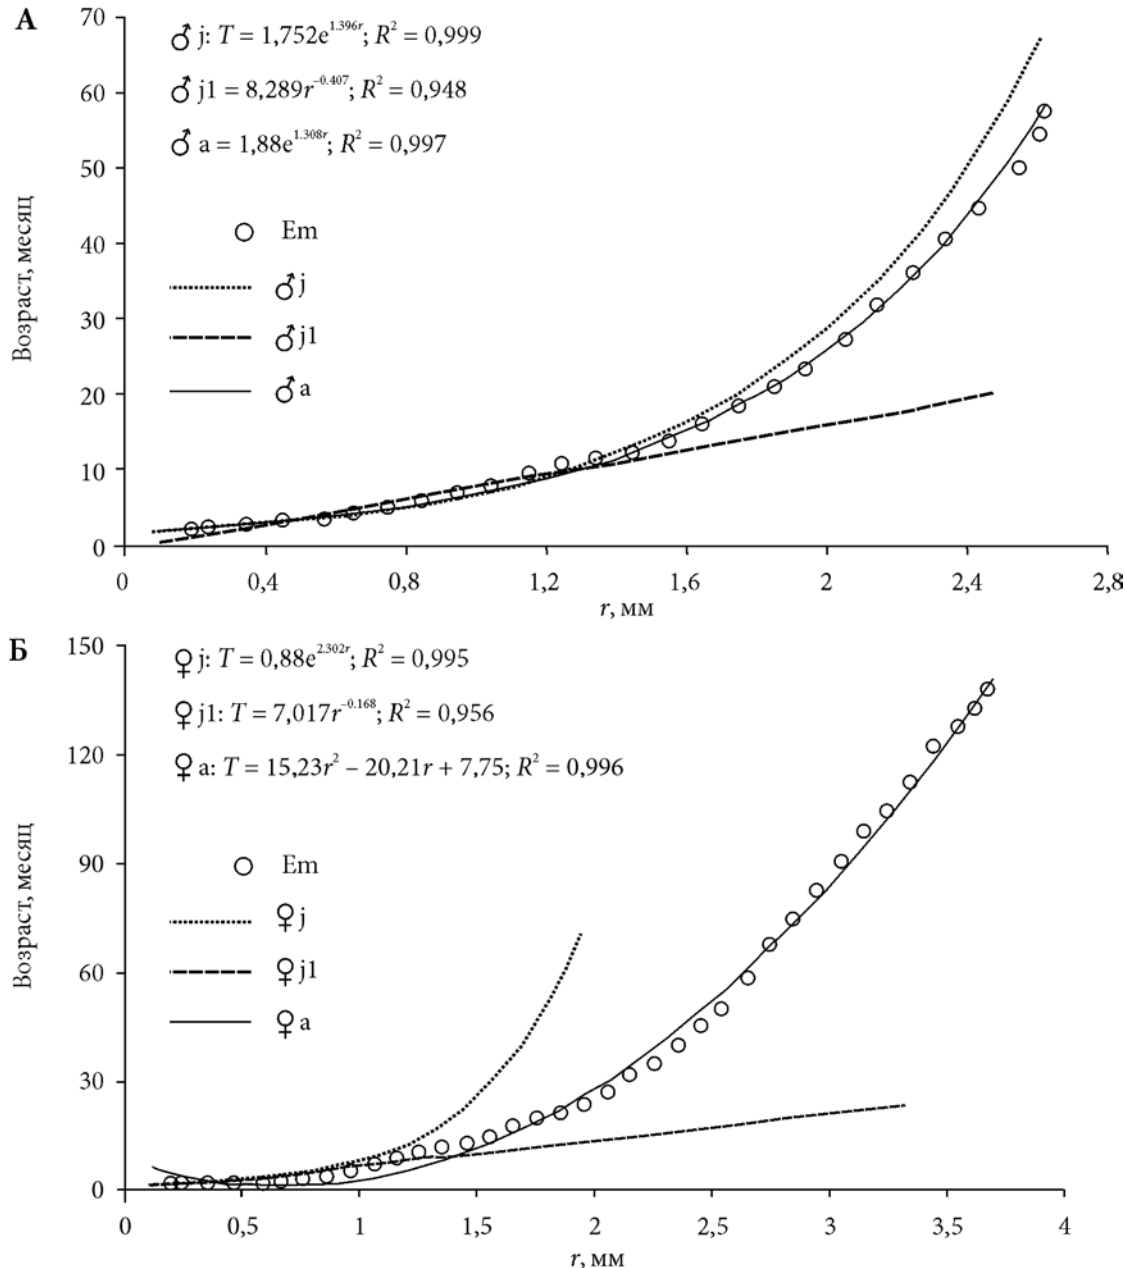 А
70
60
50
40
30
20
10
0
Возраст, месяц
♂ j: T = 1,752e^1.396r; R² = 0,999
♂ j1 = 8,289r^−0.407; R² = 0,948
♂ a = 1,88e^1.308r; R² = 0,997
Em
♂ j
♂ j1
♂ a
0 0,4 0,8 1,2 1,6 2 2,4 2,8
r, мм
Б
150
120
90
60
30
0
Возраст, месяц
♀ j: T = 0,88e^2.302r; R² = 0,995
♀ j1: T = 7,017r^−0.168; R² = 0,956
♀ a: T = 15,23r² − 20,21r + 7,75; R² = 0,996
Em
♀ j
♀ j1
♀ a
0 0,5 1 1,5 2 2,5 3 3,5 4
r, мм